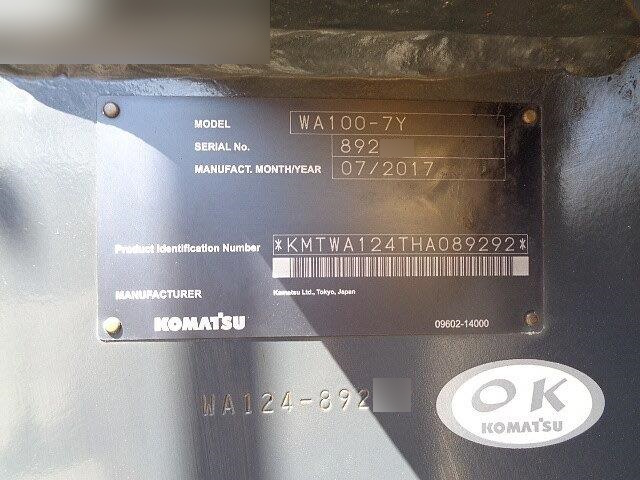 MODEL WA100-7Y
SERIAL No. 892
MANUFACT. MONTH/YEAR 07/2017
Product Identification Number *KMTWA124THA089292*
MANUFACTURER Komatsu Ltd., Tokyo, Japan
KOMATSU 09602-14000
WA124-892
OK
KOMATSU